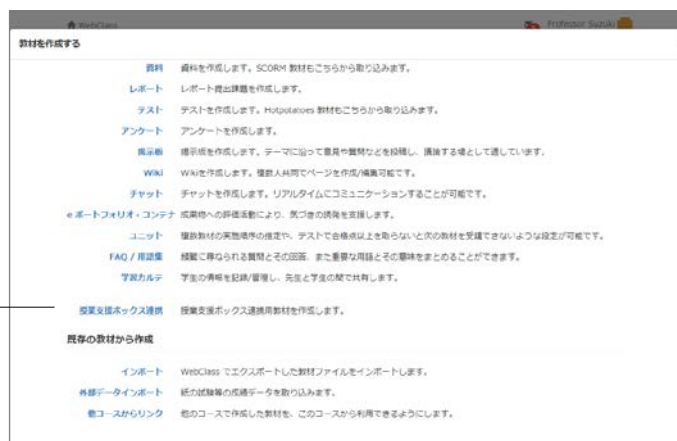 WebClass Professor Suzuki
教材を作成する
資料 資料を作成します。SCORM 教材もこちらから取り込みます。
レポート レポート提出課題を作成します。
テスト テストを作成します。Hotpotatoes 教材もこちらから取り込みます。
アンケート アンケートを作成します。
掲示板 掲示板を作成します。テーマに沿って意見や質問などを投稿し、議論する場として適しています。
Wiki Wikiを作成します。複数人共同でページを作成/編集可能です。
チャット チャットを作成します。リアルタイムにコミュニケーションすることが可能です。
e ポートフォリオ・コンテナ 成果物への評価活動により、気づきの誘発を支援します。
ユニット 複数教材の実施順序の指定や、テストで合格点以上を取らないと次の教材を受講できないような設定が可能です。
FAQ / 用語集 頻繁に尋ねられる質問とその回答、また重要な用語とその意味をまとめることができます。
学習カルテ 学生の情報を記録/管理し、先生と学生の間で共有します。
授業支援ボックス連携 授業支援ボックス連携用教材を作成します。
既存の教材から作成
インポート WebClass でエクスポートした教材ファイルをインポートします。
外部データインポート 紙の試験等の成績データを取り込みます。
他コースからリンク 他のコースで作成した教材を、このコースから利用できるようにします。